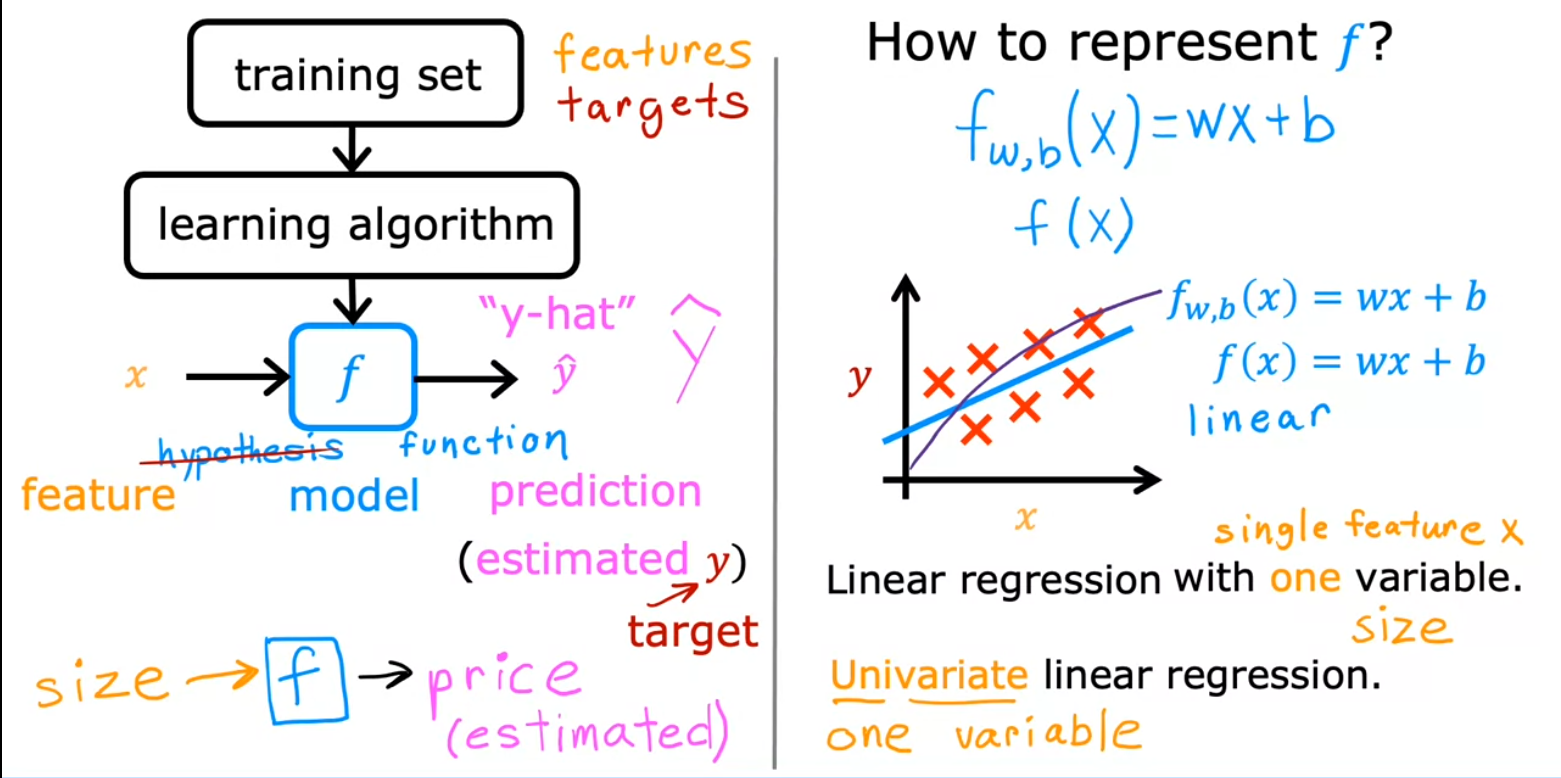 training set
features
targets
learning algorithm
"y-hat"
x
f
ŷ
ŷ
hypothesis
function
feature
model
prediction
(estimated y)
target
size → f → price
(estimated)
How to represent f?
f_{w,b}(x) = wx + b
f(x)
f_{w,b}(x) = wx + b
f(x) = wx + b
linear
y
x
single feature x
Linear regression with one variable.
size
Univariate linear regression.
one variable